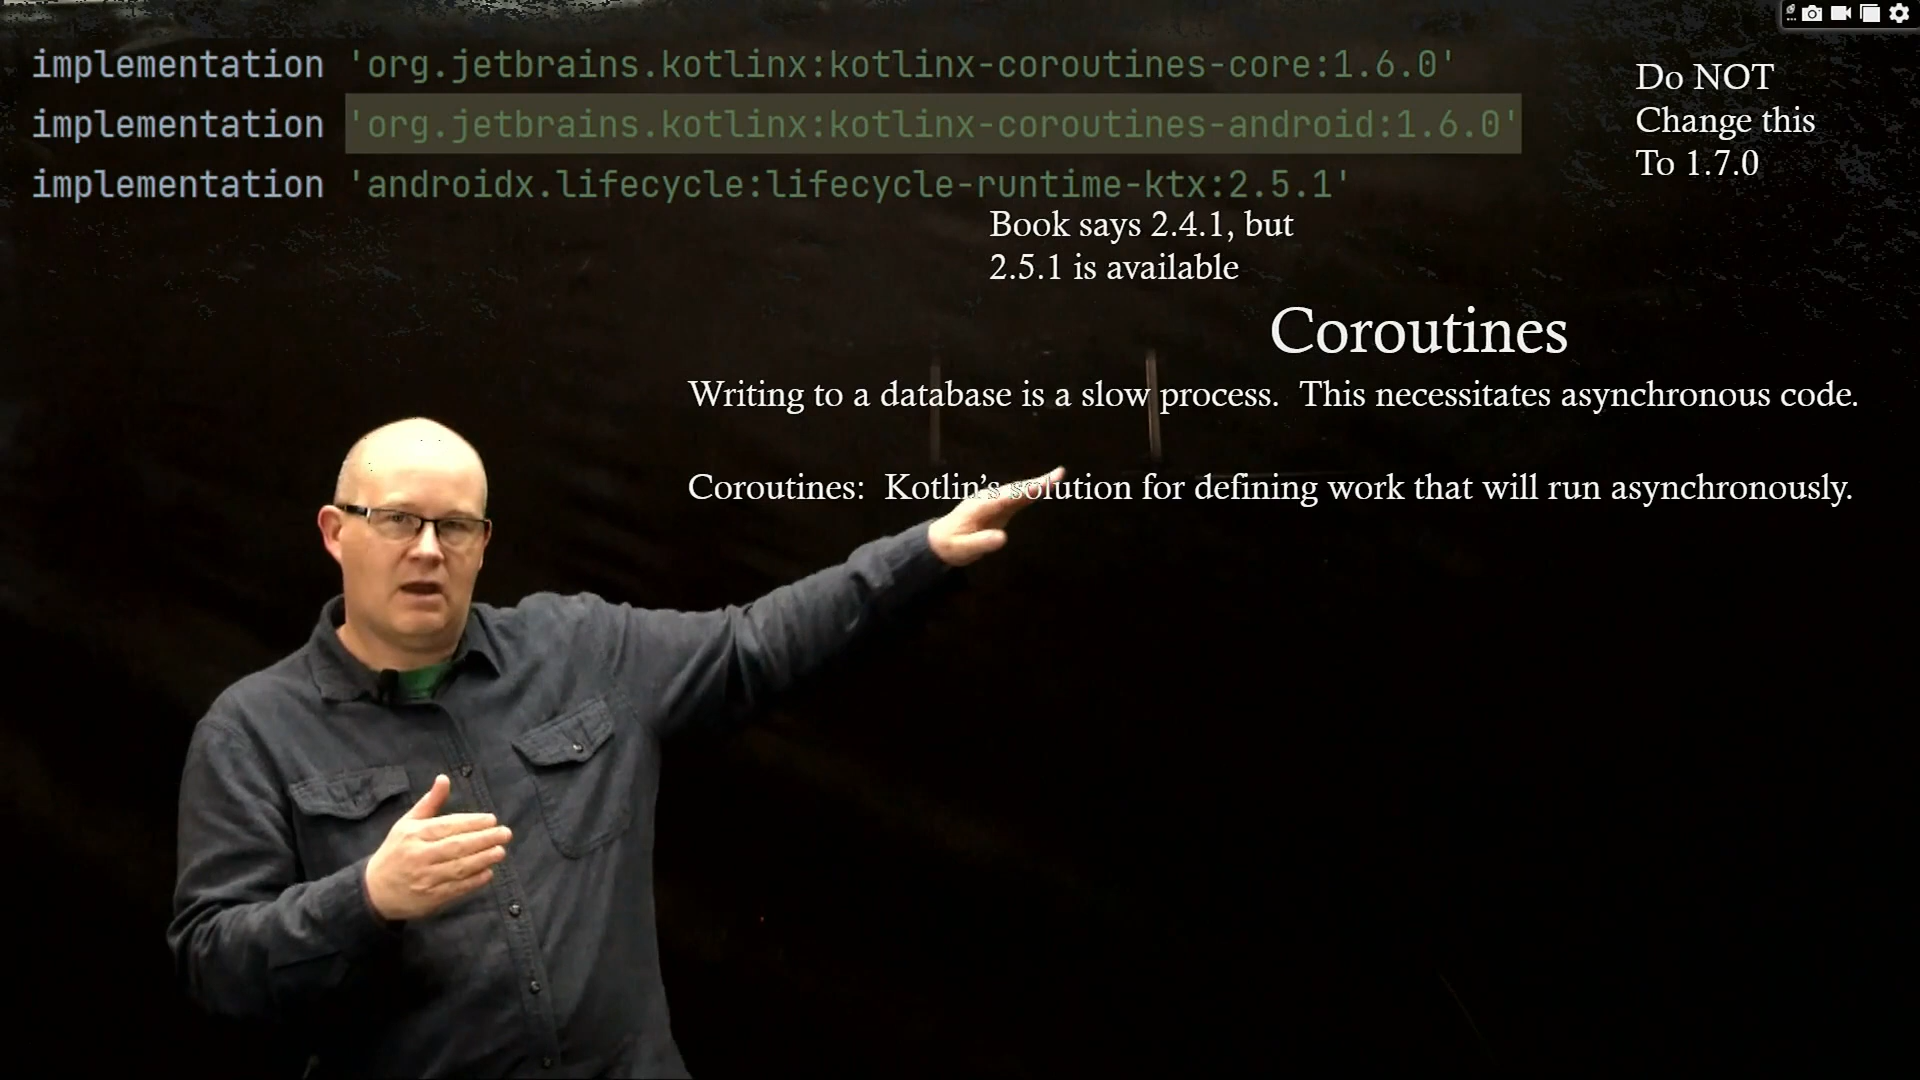 implementation 'org.jetbrains.kotlinx:kotlinx-coroutines-core:1.6.0'
implementation 'org.jetbrains.kotlinx:kotlinx-coroutines-android:1.6.0'
implementation 'androidx.lifecycle:lifecycle-runtime-ktx:2.5.1'
Do NOT
Change this
To 1.7.0
Book says 2.4.1, but
2.5.1 is available
Coroutines
Writing to a database is a slow process.  This necessitates asynchronous code.
Coroutines:  Kotlin's solution for defining work that will run asynchronously.